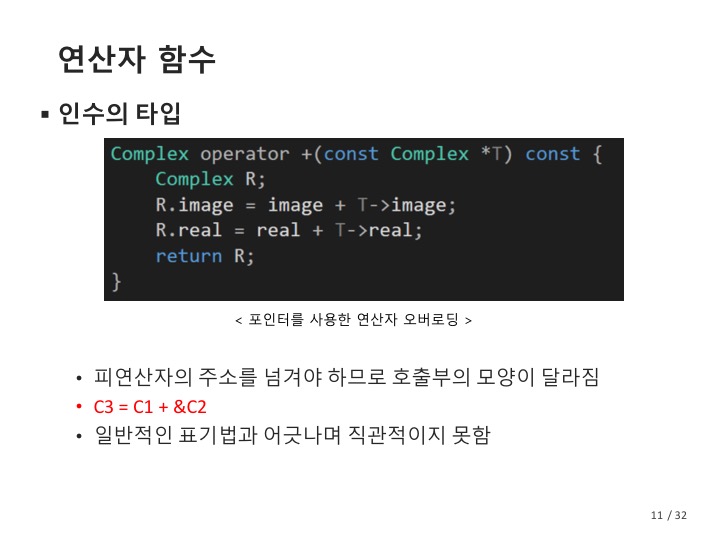 연산자 함수
▪ 인수의 타입
Complex operator +(const Complex *T) const {
    Complex R;
    R.image = image + T->image;
    R.real = real + T->real;
    return R;
}
< 포인터를 사용한 연산자 오버로딩 >
• 피연산자의 주소를 넘겨야 하므로 호출부의 모양이 달라짐
• C3 = C1 + &C2
• 일반적인 표기법과 어긋나며 직관적이지 못함
11 / 32